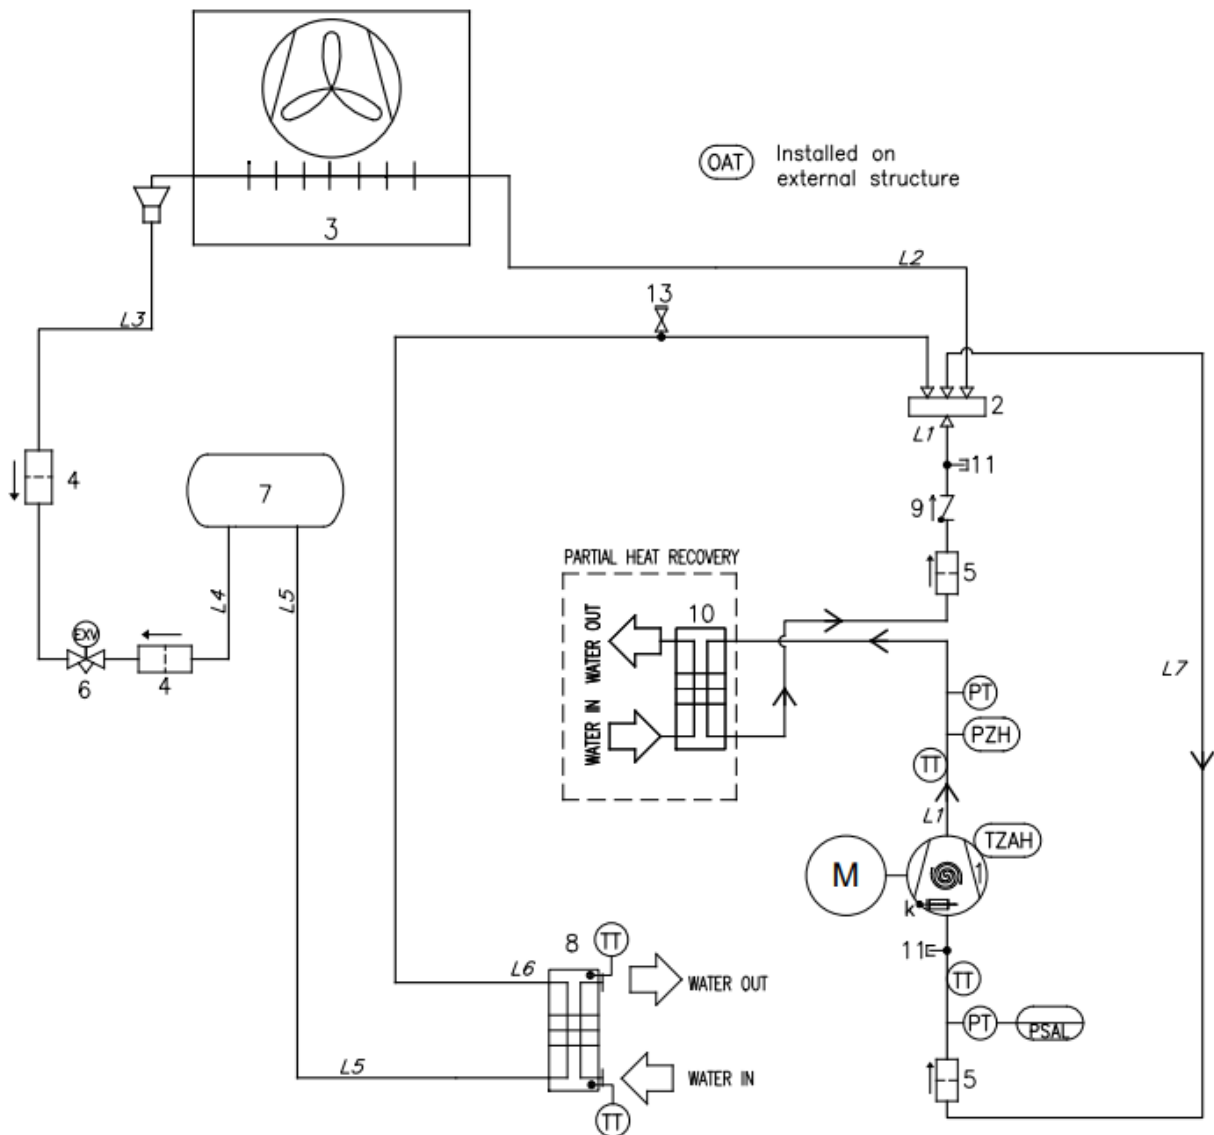 OAT
Installed on
external structure
3
L2
13
L3
2
L1
11
4
7
9
5
PARTIAL HEAT RECOVERY
10
L4
L5
WATER OUT
WATER IN
EXV
6
4
L7
PT
PZH
TT
L1
TZAH
M
1
k
11
8
TT
L6
WATER OUT
TT
PT
PSAL
L5
WATER IN
5
TT